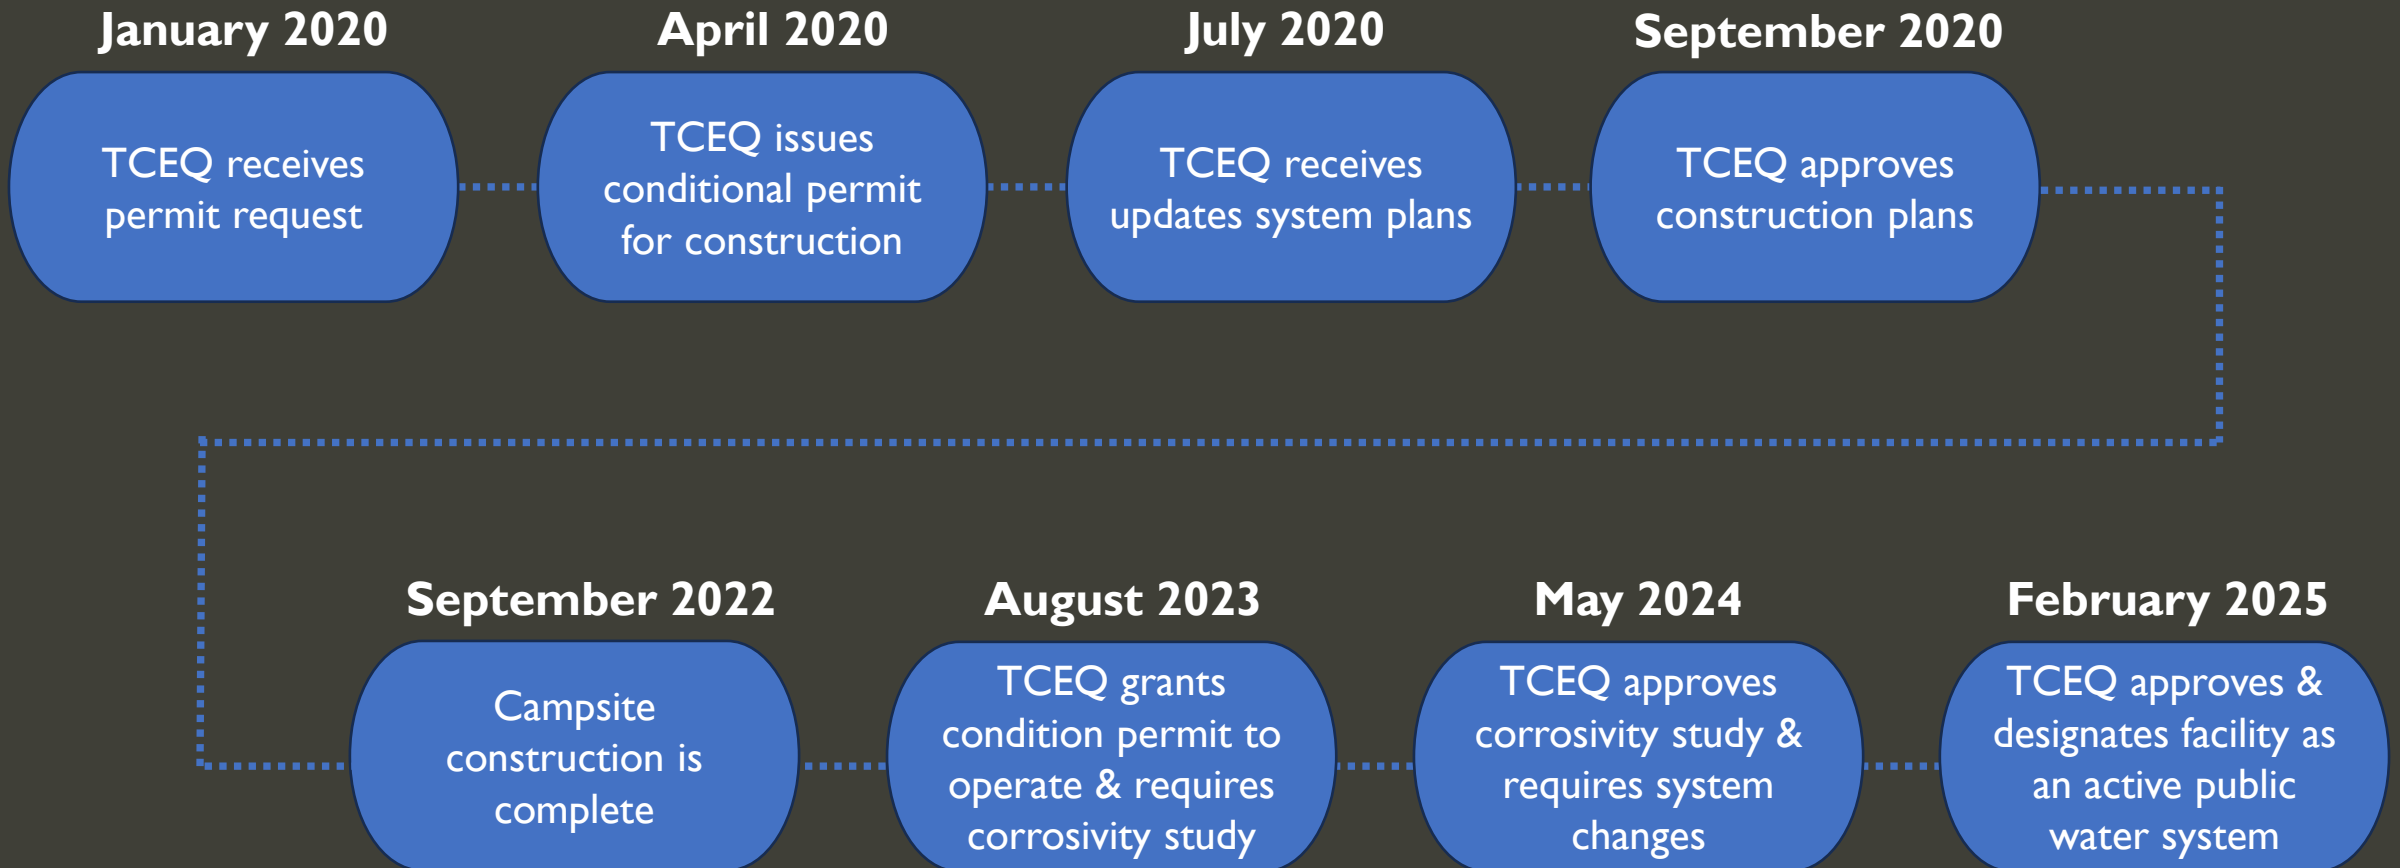 January 2020
TCEQ receives
permit request
April 2020
TCEQ issues
conditional permit
for construction
July 2020
TCEQ receives
updates system plans
September 2020
TCEQ approves
construction plans
September 2022
Campsite
construction is
complete
August 2023
TCEQ grants
condition permit to
operate & requires
corrosivity study
May 2024
TCEQ approves
corrosivity study &
requires system
changes
February 2025
TCEQ approves &
designates facility as
an active public
water system